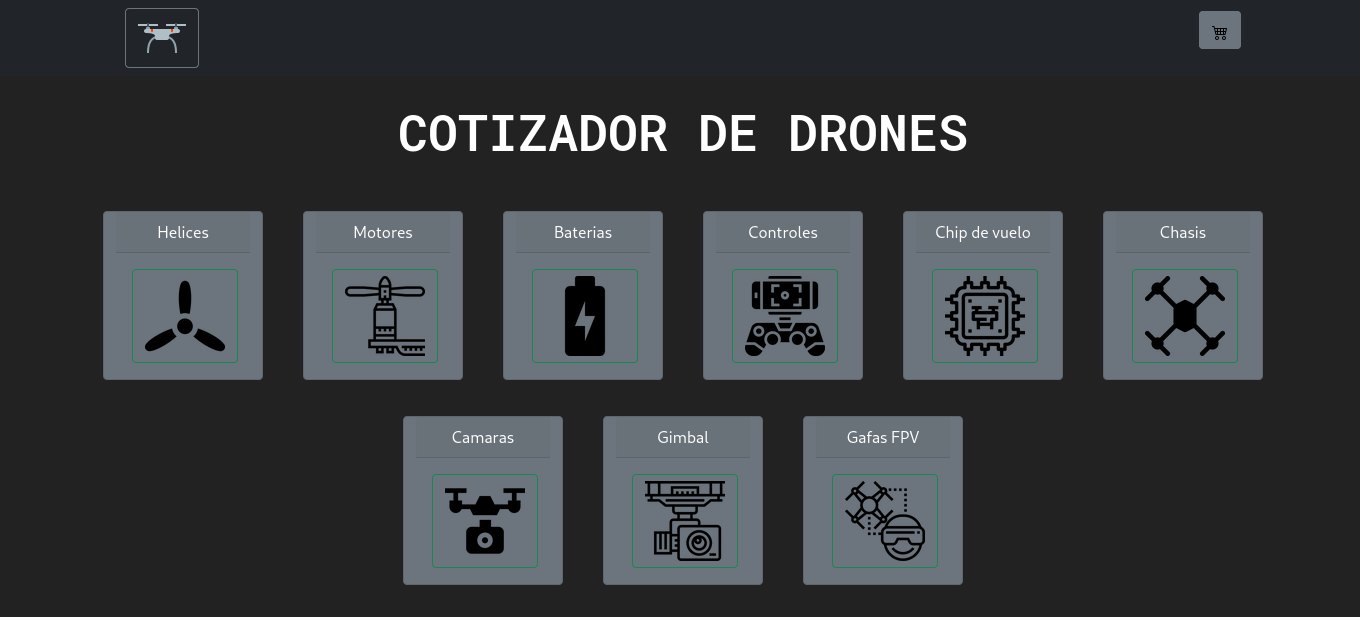 COTIZADOR DE DRONES
Helices
Motores
Baterias
Controles
Chip de vuelo
Chasis
Camaras
Gimbal
Gafas FPV